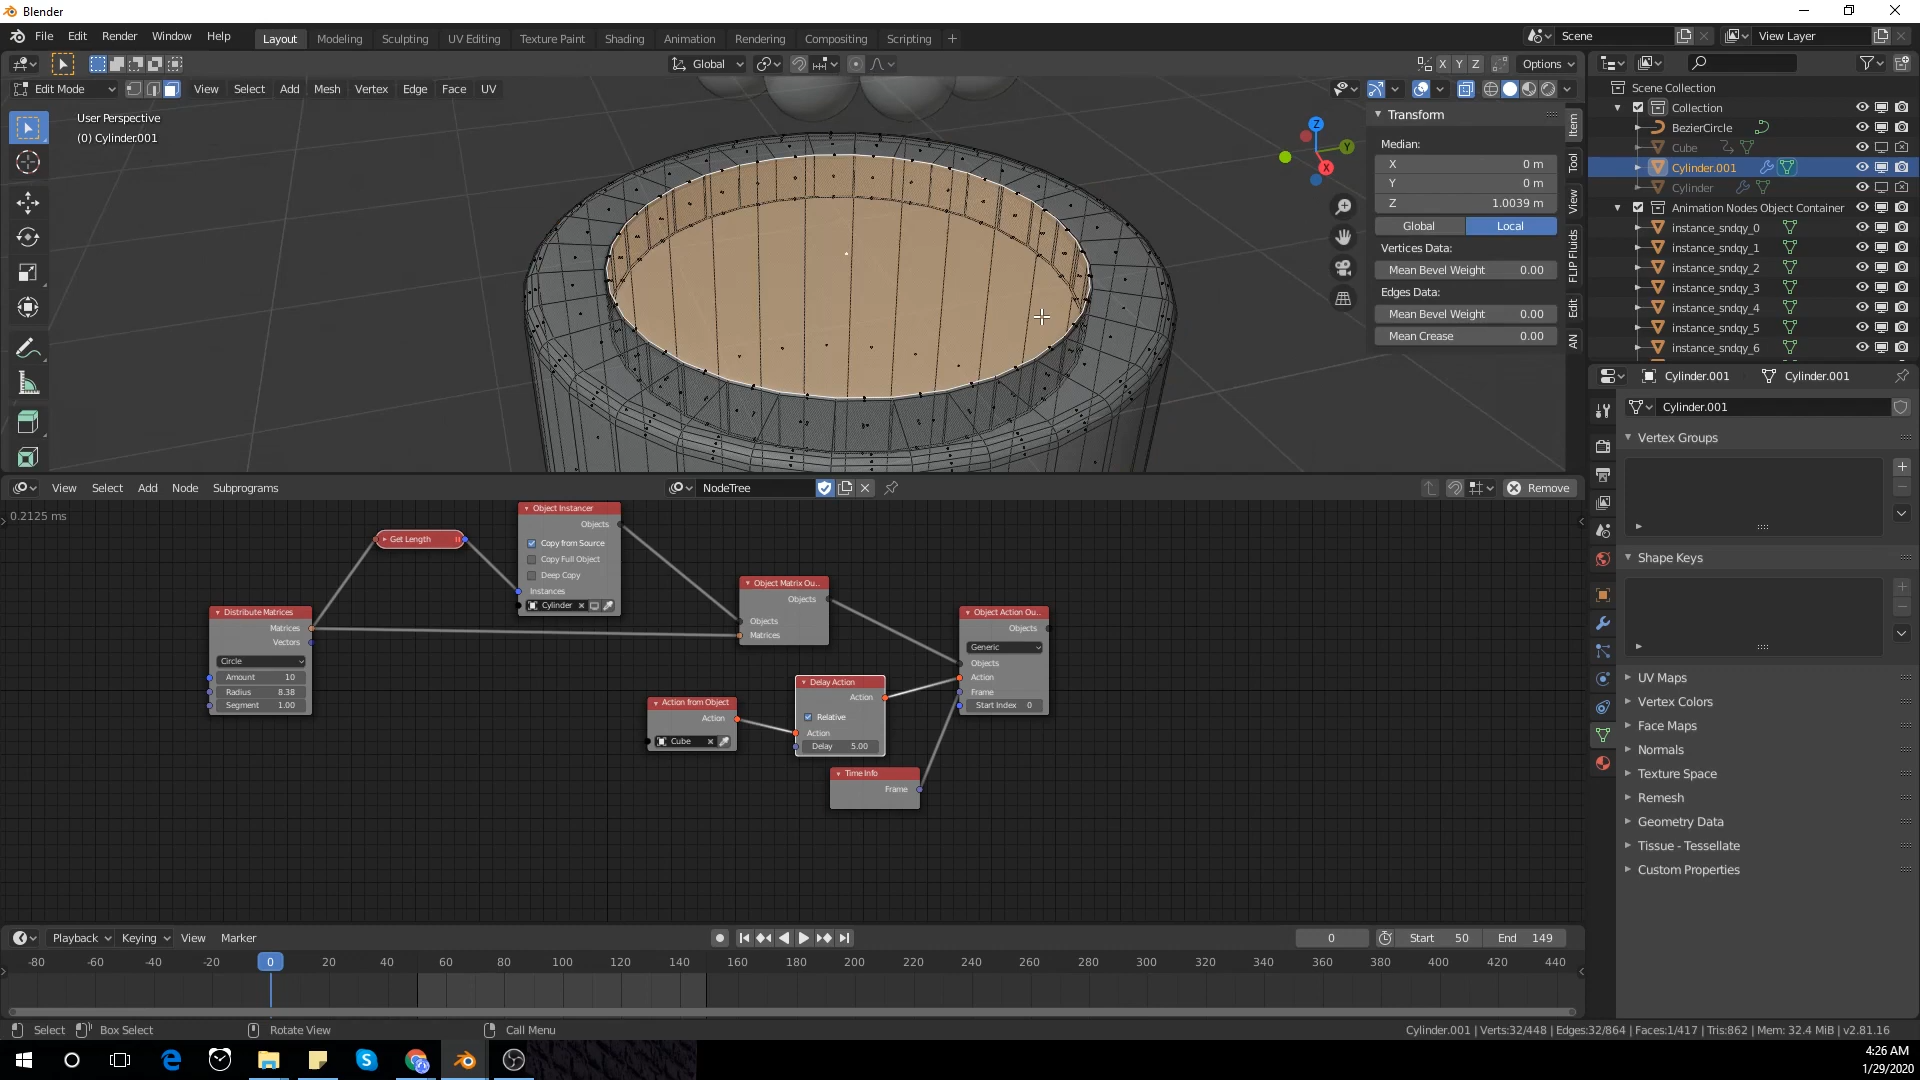 Blender
File Edit Render Window Help
Layout Modeling Sculpting UV Editing Texture Paint Shading Animation Rendering Compositing Scripting +
Scene
View Layer
Global
X Y Z
Options
Edit Mode
View Select Add Mesh Vertex Edge Face UV
User Perspective
(0) Cylinder.001
Z
Y
X
Transform
Median:
X 0 m
Y 0 m
Z 1.0039 m
Global Local
Vertices Data:
Mean Bevel Weight 0.00
Edges Data:
Mean Bevel Weight 0.00
Mean Crease 0.00
Item
Tool
View
FLIP Fluids
Edit
AN
Scene Collection
Collection
BezierCircle
Cube
Cylinder.001
Cylinder
Animation Nodes Object Container
instance_sndqy_0
instance_sndqy_1
instance_sndqy_2
instance_sndqy_3
instance_sndqy_4
instance_sndqy_5
instance_sndqy_6
Cylinder.001 Cylinder.001
Cylinder.001
Vertex Groups
Shape Keys
UV Maps
Vertex Colors
Face Maps
Normals
Texture Space
Remesh
Geometry Data
Tissue - Tessellate
Custom Properties
View Select Add Node Subprograms
NodeTree
Remove
0.2125 ms
Get Length
Object Instancer
Objects
Copy from Source
Copy Full Object
Deep Copy
Instances
Cylinder
Distribute Matrices
Matrices
Vectors
Circle
Amount 10
Radius 8.38
Segment 1.00
Object Matrix Ou..
Objects
Objects
Matrices
Object Action Ou..
Objects
Generic
Objects
Action
Frame
Start Index 0
Action from Object
Action
Cube
Delay Action
Action
Relative
Action
Delay 5.00
Time Info
Frame
Playback Keying View Marker
0
Start 50
End 149
-80 -60 -40 -20 0 20 40 60 80 100 120 140 160 180 200 220 240 260 280 300 320 340 360 380 400 420 440
Select Box Select Rotate View Call Menu
Cylinder.001 | Verts:32/448 | Edges:32/864 | Faces:1/417 | Tris:862 | Mem: 32.4 MiB | v2.81.16
4:26 AM
1/29/2020